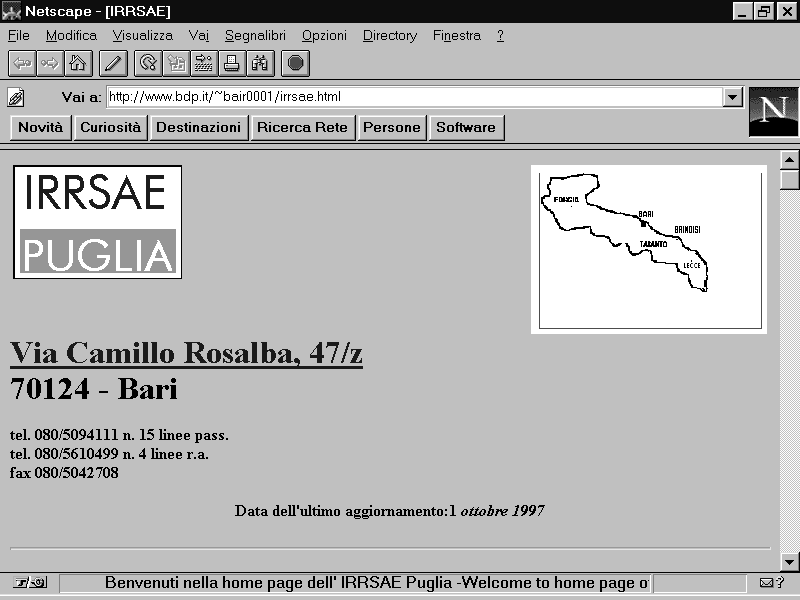 Netscape - [IRRSAE]
File Modifica Visualizza Vai Segnalibri Opzioni Directory Finestra ?
Vai a: http://www.bdp.it/~bair0001/irrsae.html
N
Novità Curiosità Destinazioni Ricerca Rete Persone Software
IRRSAE
PUGLIA
FOGGIA
BARI
BRINDISI
TARANTO
LECCE
Via Camillo Rosalba, 47/z
70124 - Bari
tel. 080/5094111 n. 15 linee pass.
tel. 080/5610499 n. 4 linee r.a.
fax 080/5042708
Data dell'ultimo aggiornamento:1 ottobre 1997
Benvenuti nella home page dell' IRRSAE Puglia -Welcome to home page o
?